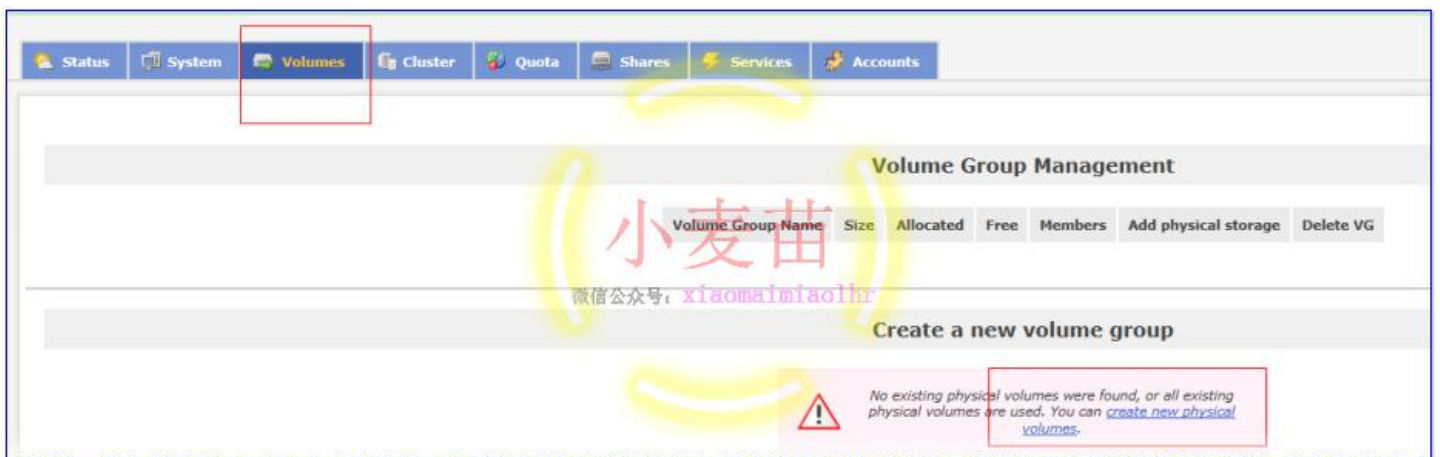 Status System Volumes Cluster Quota Shares Services Accounts
Volume Group Management
Volume Group Name Size Allocated Free Members Add physical storage Delete VG
小麦苗
微信公众号：xiaomaimiaolhr
Create a new volume group
No existing physical volumes were found, or all existing
physical volumes are used. You can create new physical
volumes.